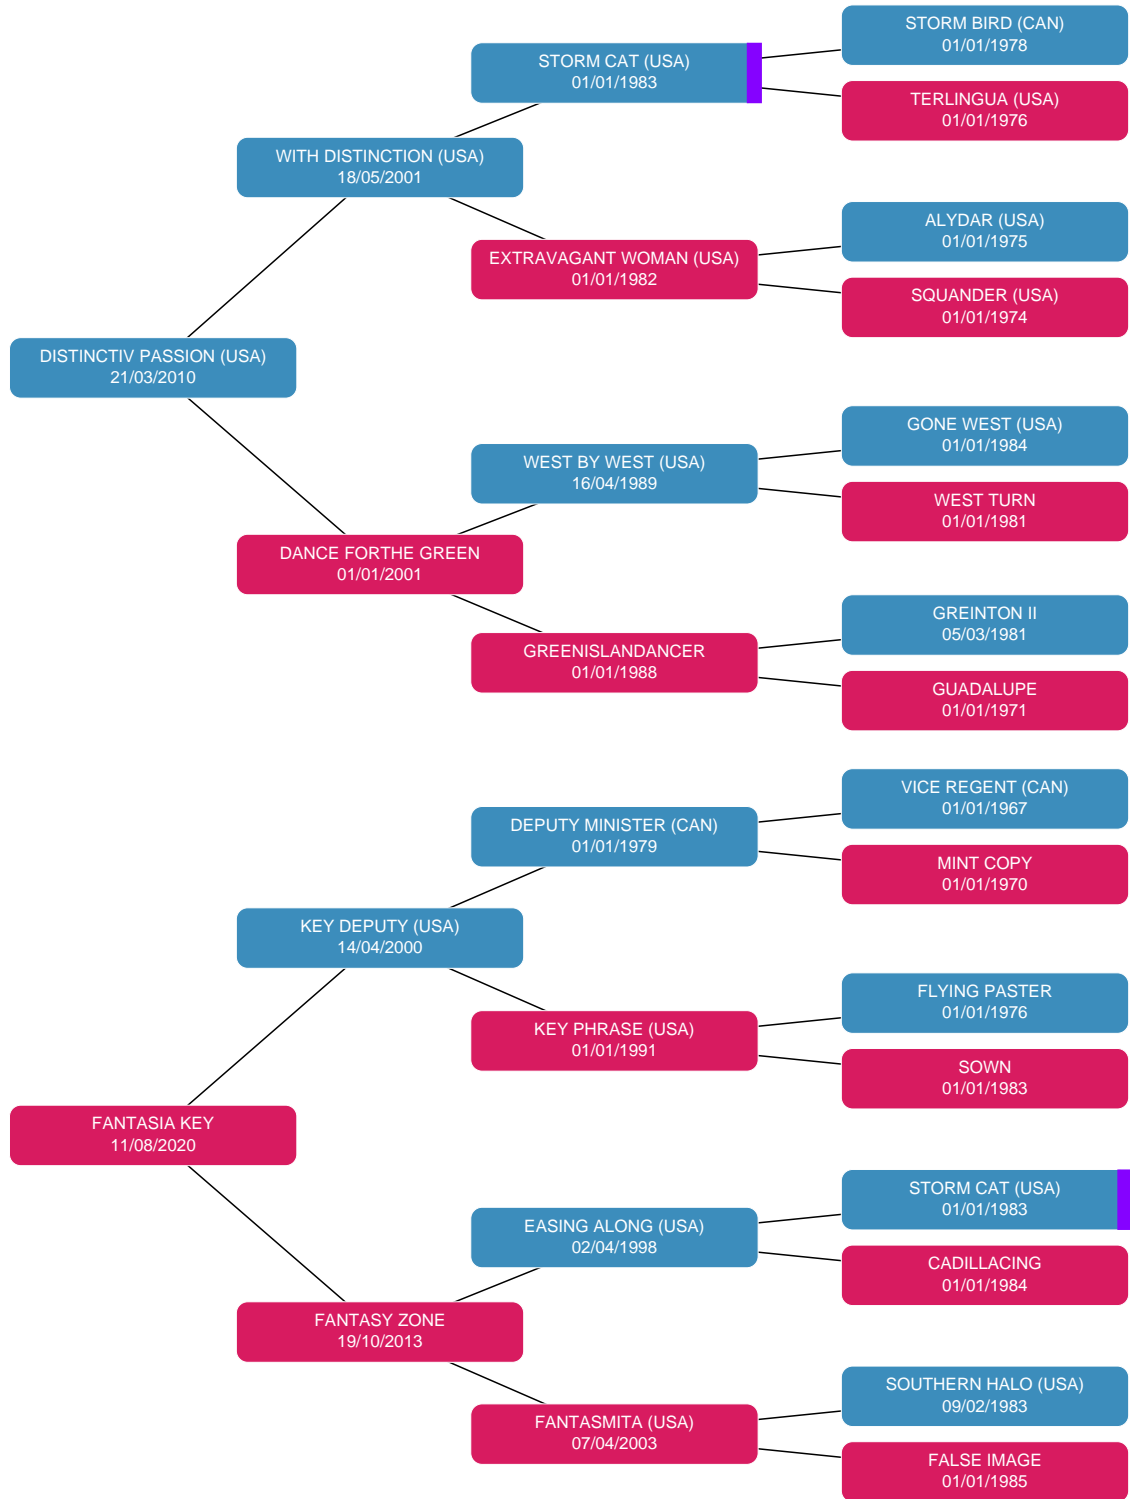 STORM BIRD (CAN)
01/01/1978
STORM CAT (USA)
01/01/1983
TERLINGUA (USA)
01/01/1976
WITH DISTINCTION (USA)
18/05/2001
ALYDAR (USA)
01/01/1975
EXTRAVAGANT WOMAN (USA)
01/01/1982
SQUANDER (USA)
01/01/1974
DISTINCTIV PASSION (USA)
21/03/2010
GONE WEST (USA)
01/01/1984
WEST BY WEST (USA)
16/04/1989
WEST TURN
01/01/1981
DANCE FORTHE GREEN
01/01/2001
GREINTON II
05/03/1981
GREENISLANDANCER
01/01/1988
GUADALUPE
01/01/1971
VICE REGENT (CAN)
01/01/1967
DEPUTY MINISTER (CAN)
01/01/1979
MINT COPY
01/01/1970
KEY DEPUTY (USA)
14/04/2000
FLYING PASTER
01/01/1976
KEY PHRASE (USA)
01/01/1991
SOWN
01/01/1983
FANTASIA KEY
11/08/2020
STORM CAT (USA)
01/01/1983
EASING ALONG (USA)
02/04/1998
CADILLACING
01/01/1984
FANTASY ZONE
19/10/2013
SOUTHERN HALO (USA)
09/02/1983
FANTASMITA (USA)
07/04/2003
FALSE IMAGE
01/01/1985